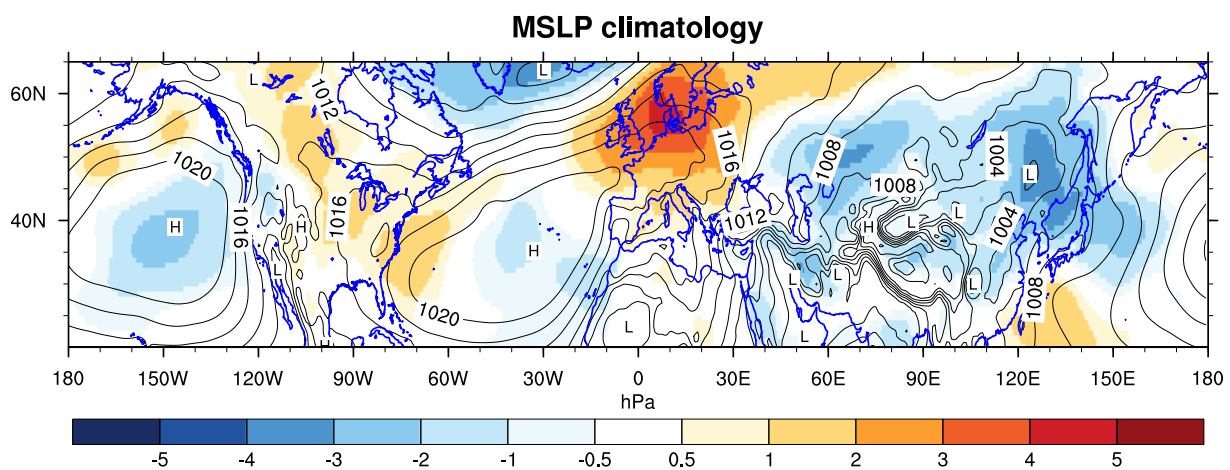 MSLP climatology
60N
40N
L
L
1012
1020
1016
1016
H
H
H
L
L
L
1020
1016
1008
1004
L
1008
L
L
H
1012
1004
L
L
L
L
L
1008
180
150W
120W
90W
60W
30W
0
30E
60E
90E
120E
150E
180
hPa
-5
-4
-3
-2
-1
-0.5
0.5
1
2
3
4
5